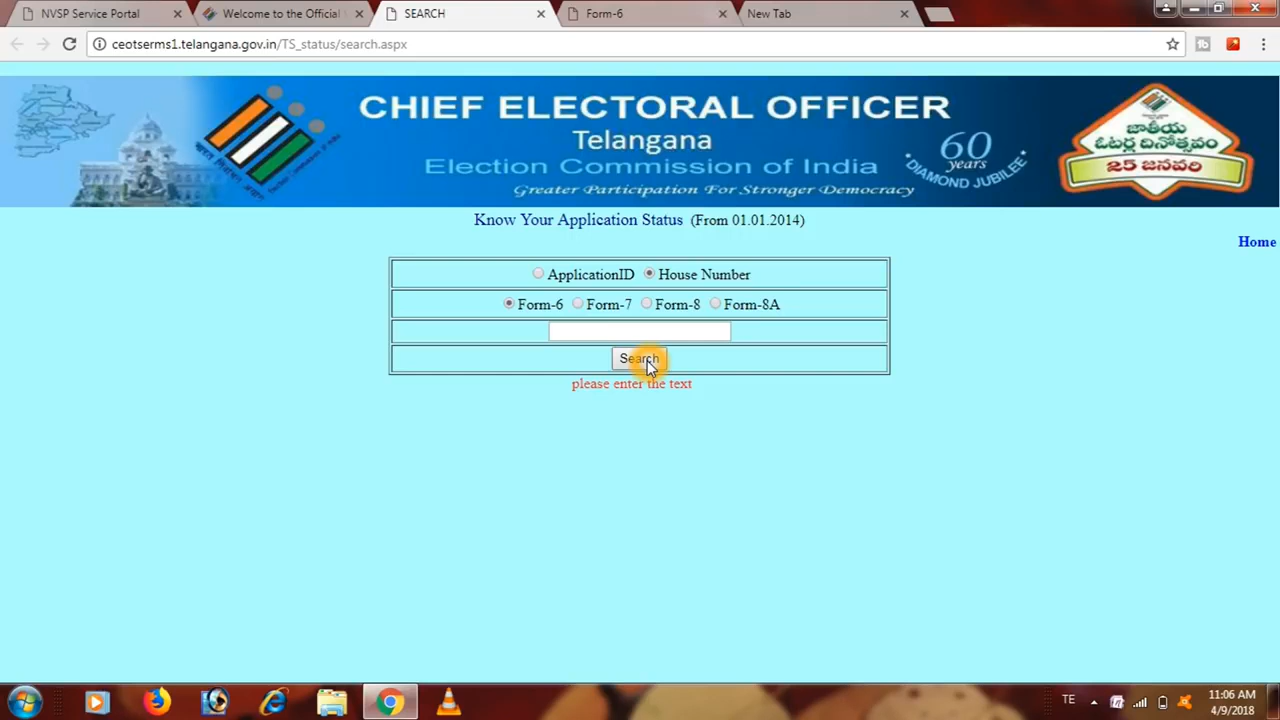 NVSP Service Portal
Welcome to the Official
SEARCH
Form-6
New Tab
ceotserms1.telangana.gov.in/TS_status/search.aspx
CHIEF ELECTORAL OFFICER
Telangana
Election Commission of India
Greater Participation For Stronger Democracy
60
years
DIAMOND JUBILEE
జాతీయ
ఓటర్ల దినోత్సవం
25 జనవరి
Know Your Application Status (From 01.01.2014)
Home
ApplicationID House Number
Form-6 Form-7 Form-8 Form-8A
Search
please enter the text
TE
11:06 AM
4/9/2018